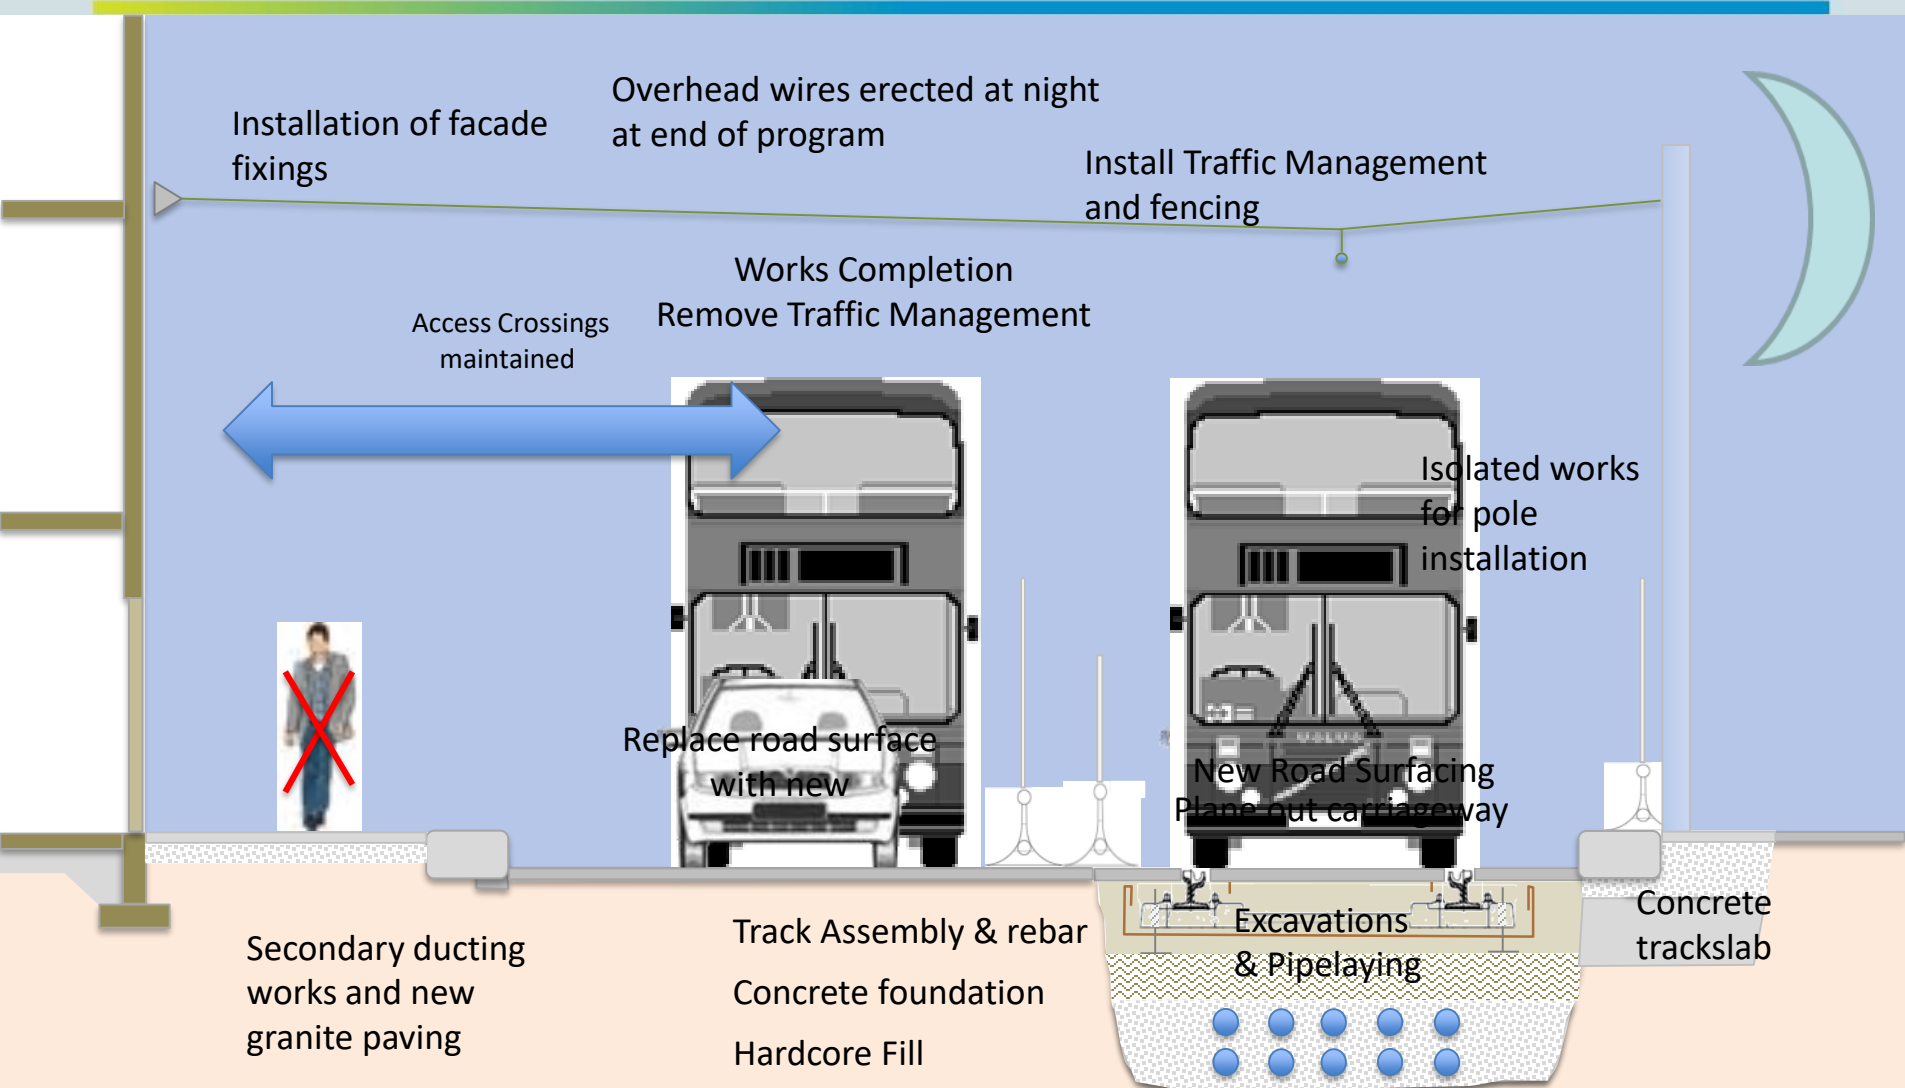 Overhead wires erected at night
at end of program
Installation of facade
fixings
Install Traffic Management
and fencing
Works Completion
Remove Traffic Management
Access Crossings
maintained
Isolated works
for pole
installation
Replace road surface
with new
New Road Surfacing
Plane out carriageway
Concrete
trackslab
Excavations
& Pipelaying
Track Assembly & rebar
Concrete foundation
Hardcore Fill
Secondary ducting
works and new
granite paving